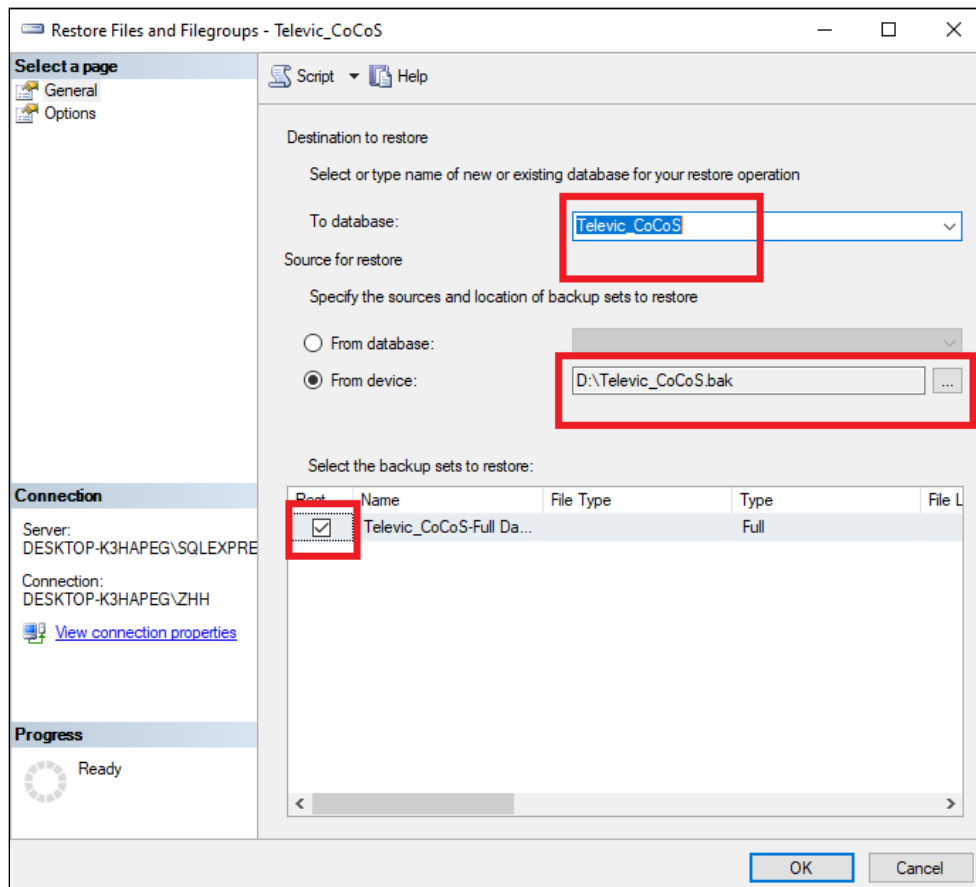 Restore Files and Filegroups - Televic_CoCoS
Select a page
General
Options
Script
Help
Destination to restore
Select or type name of new or existing database for your restore operation
To database:
Televic_CoCoS
Source for restore
Specify the sources and location of backup sets to restore
From database:
From device:
D:\Televic_CoCoS.bak
...
Select the backup sets to restore:
Name File Type Type File L
Televic_CoCoS-Full Da... Full
Connection
Server:
DESKTOP-K3HAPEG\SQLEXPRE
Connection:
DESKTOP-K3HAPEG\ZHH
View connection properties
Progress
Ready
OK
Cancel